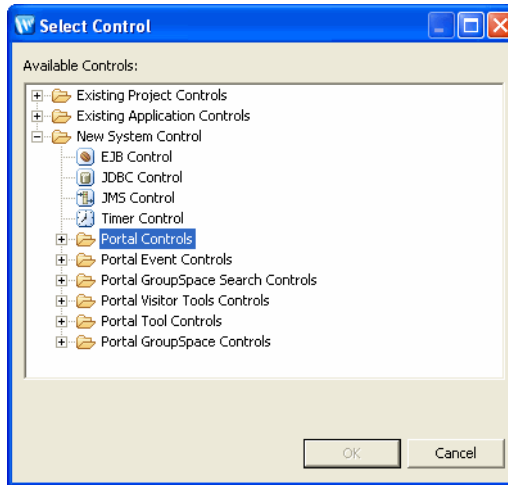 Select Control
Available Controls:
Existing Project Controls
Existing Application Controls
New System Control
EJB Control
JDBC Control
JMS Control
Timer Control
Portal Controls
Portal Event Controls
Portal GroupSpace Search Controls
Portal Visitor Tools Controls
Portal Tool Controls
Portal GroupSpace Controls
OK Cancel